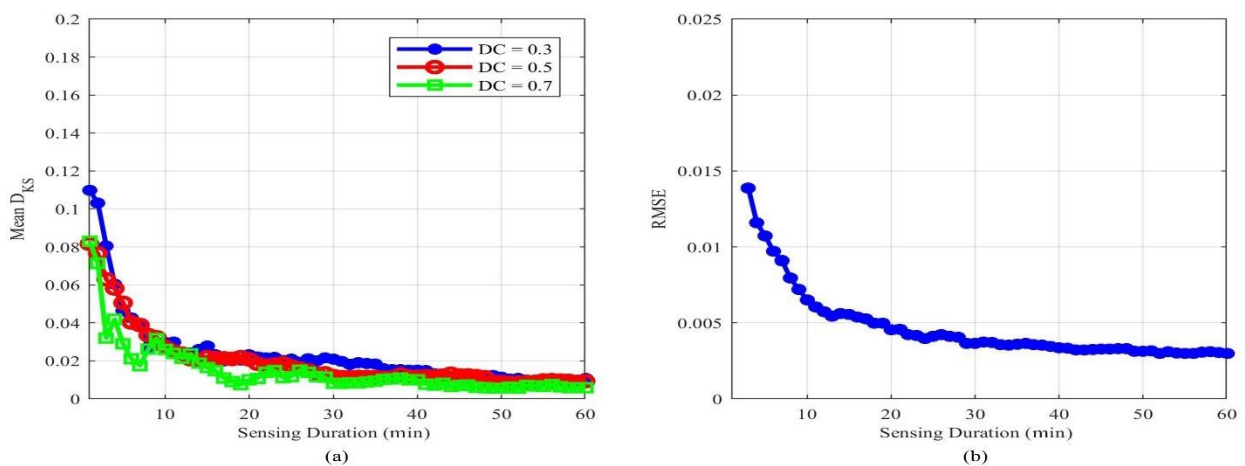 0.2
0.18
0.16
0.14
0.12
0.1
0.08
0.06
0.04
0.02
0
Mean D_KS
DC = 0.3
DC = 0.5
DC = 0.7
10 20 30 40 50 60
Sensing Duration (min)
(a)
0.025
0.02
0.015
0.01
0.005
0
RMSE
10 20 30 40 50 60
Sensing Duration (min)
(b)